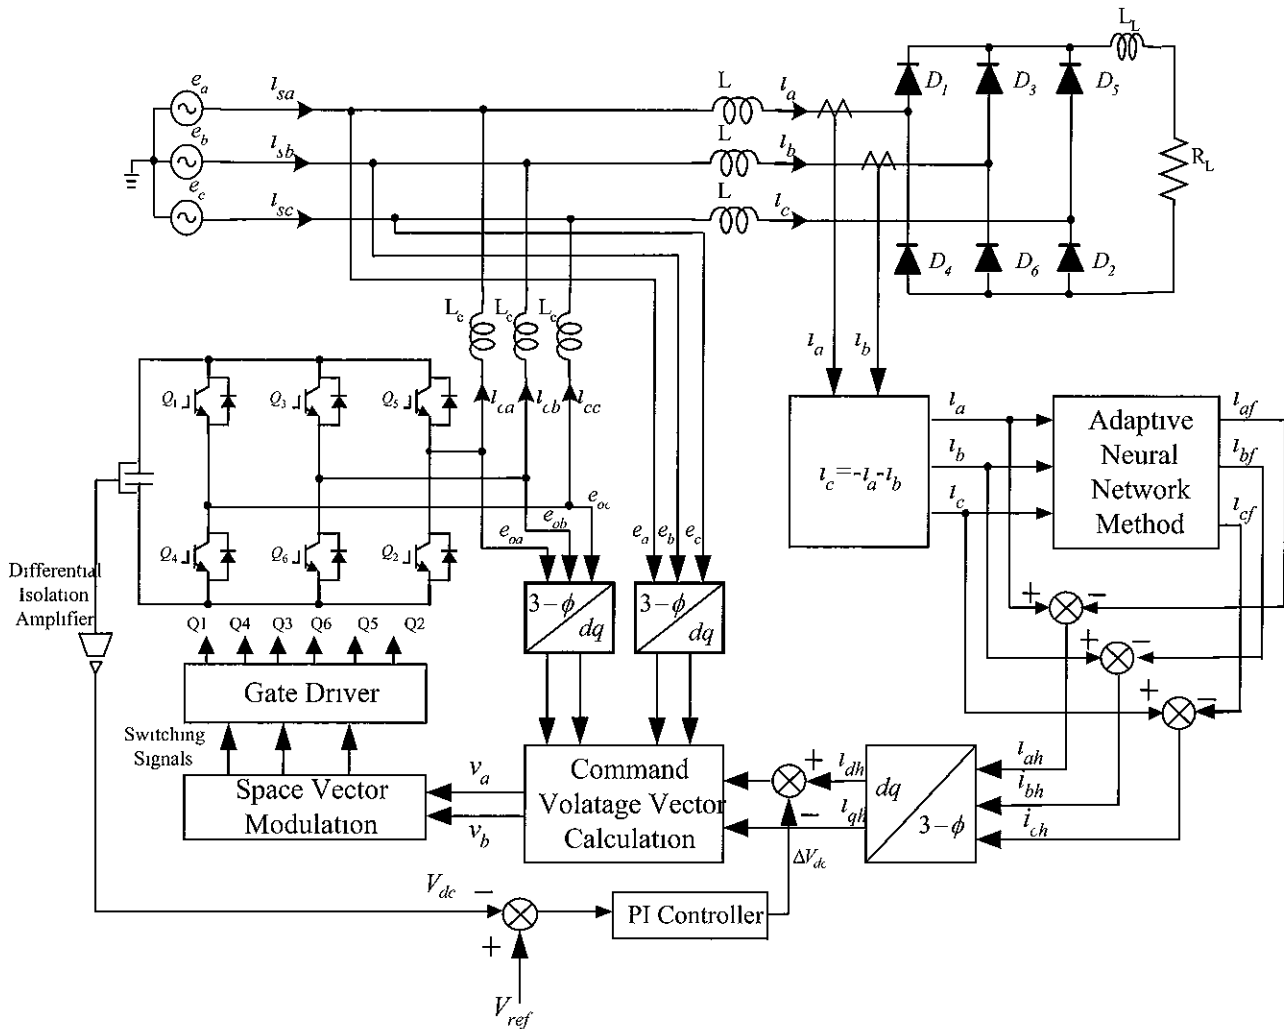 L_L
e_a
i_sa
L
i_a
D_1
D_3
D_5
e_b
i_sb
L
i_b
R_L
e_c
i_sc
L
i_c
D_4
D_6
D_2
L_c
L_c
L_c
i_a
i_b
Q_1
Q_3
Q_5
i_ca
i_cb
i_cc
i_a
i_b
i_c
i_c=-i_a-i_b
Adaptive
Neural
Network
Method
i_af
i_bf
i_cf
e_oa
e_ob
e_oc
e_a
e_b
e_c
Q_4
Q_6
Q_2
Differential
Isolation
Amplifier
3-ϕ
dq
3-ϕ
dq
+
−
Q1
Q4
Q3
Q6
Q5
Q2
+
−
Gate Driver
+
−
Switching
Signals
Space Vector
Modulation
v_a
v_b
Command
Volatage Vector
Calculation
+
−
i_dh
i_qh
dq
3-ϕ
i_ah
i_bh
i_ch
ΔV_dc
V_dc
−
+
PI Controller
V_ref